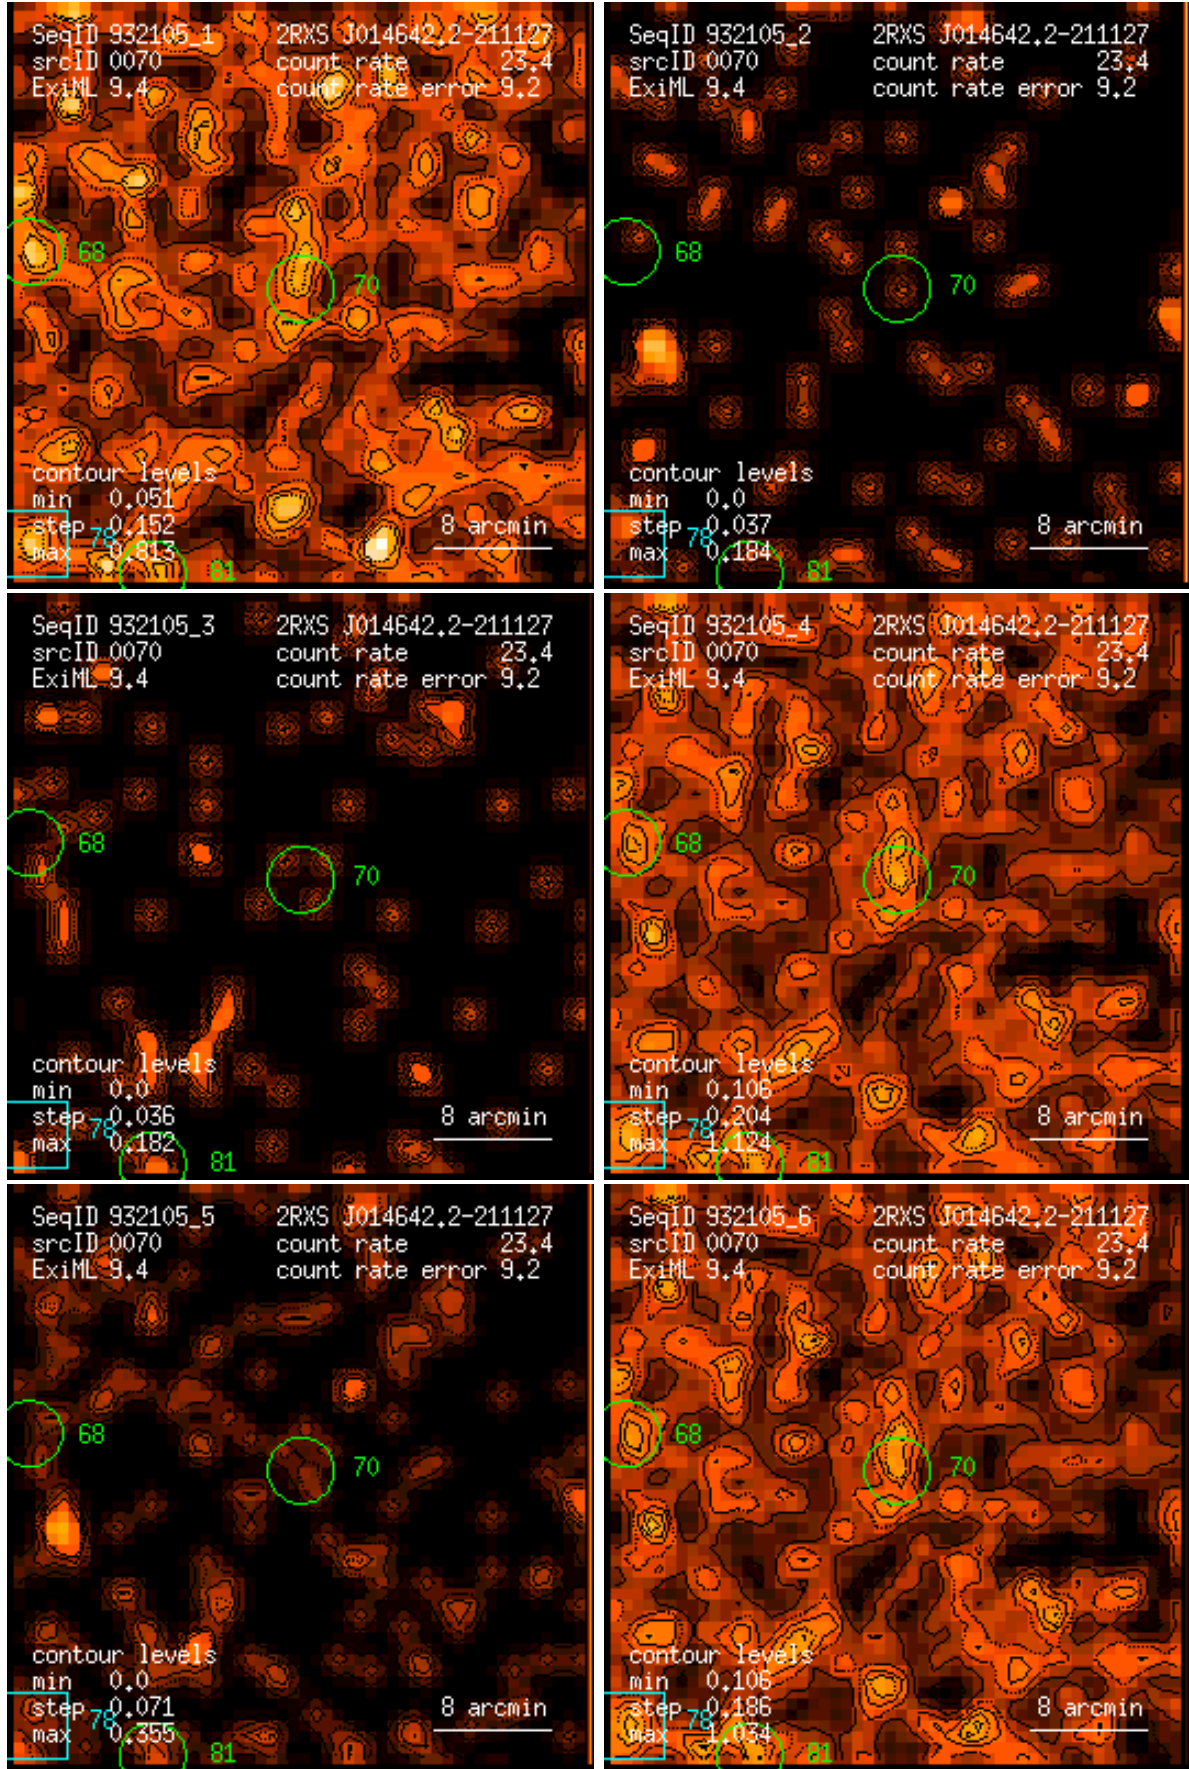 SeqID 932105_1 2RXS J014642.2-211127
srcID 0070 count rate 23.4
ExiML 9.4 count rate error 9.2
68
70
contour levels
min 0.051
step 0.152 8 arcmin
78
max 0.813
81
SeqID 932105_2 2RXS J014642.2-211127
srcID 0070 count rate 23.4
ExiML 9.4 count rate error 9.2
68
70
contour levels
min 0.0
step 0.037 8 arcmin
78
max 0.184
81
SeqID 932105_3 2RXS J014642.2-211127
srcID 0070 count rate 23.4
ExiML 9.4 count rate error 9.2
68
70
contour levels
min 0.0
step 0.036 8 arcmin
78
max 0.182
81
SeqID 932105_4 2RXS J014642.2-211127
srcID 0070 count rate 23.4
ExiML 9.4 count rate error 9.2
68
70
contour levels
min 0.106
step 0.204 8 arcmin
78
max 1.124
81
SeqID 932105_5 2RXS J014642.2-211127
srcID 0070 count rate 23.4
ExiML 9.4 count rate error 9.2
68
70
contour levels
min 0.0
step 0.071 8 arcmin
78
max 0.355
81
SeqID 932105_6 2RXS J014642.2-211127
srcID 0070 count rate 23.4
ExiML 9.4 count rate error 9.2
68
70
contour levels
min 0.106
step 0.186 8 arcmin
78
max 1.034
81